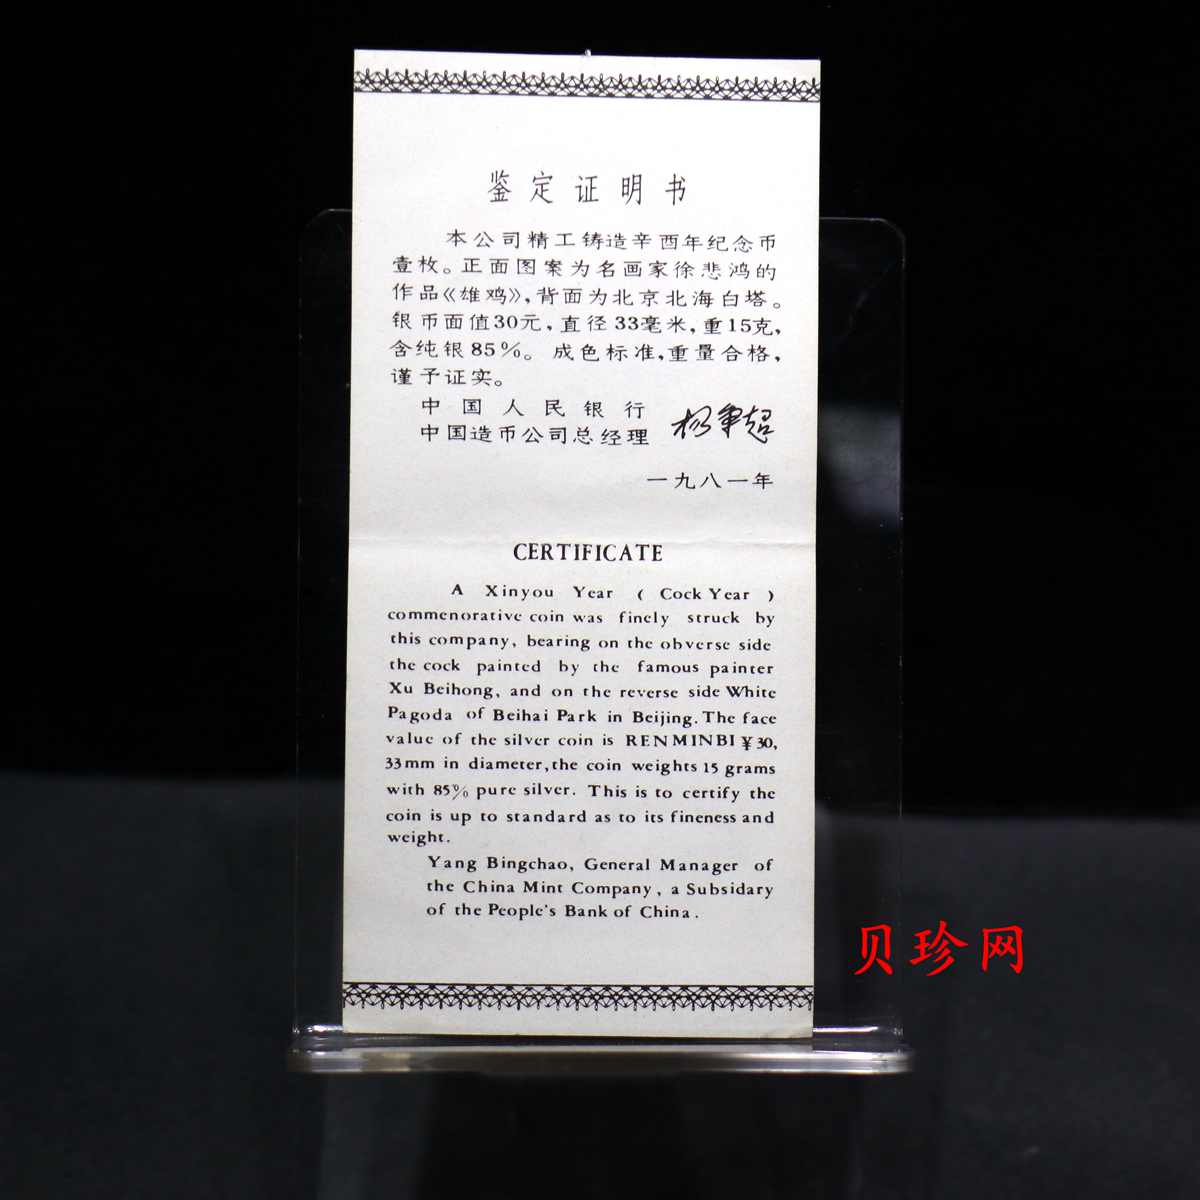 鉴定证明书
本公司精工铸造辛酉年纪念币
壹枚。正面图案为名画家徐悲鸿的
作品《雄鸡》，背面为北京北海白塔。
银币面值30元，直径33毫米，重15克，
含纯银85%。成色标准，重量合格，
谨予证实。
中国人民银行
中国造币公司总经理
一九八一年
CERTIFICATE
A Xinyou Year ( Cock Year )
commenorative coin was finely struck by
this company, bearing on the obverse side
the cock painted by the famous painter
Xu Beihong, and on the reverse side White
Pagoda of Beihai Park in Beijing. The face
value of the silver coin is RENMINBI ¥30,
33mm in diameter, the coin weights 15 grams
with 85% pure silver. This is to certify the
coin is up to standard as to its fineness and
weight.
Yang Bingchao, General Manager of
the China Mint Company, a Subsidary
of the People's Bank of China.
贝珍网